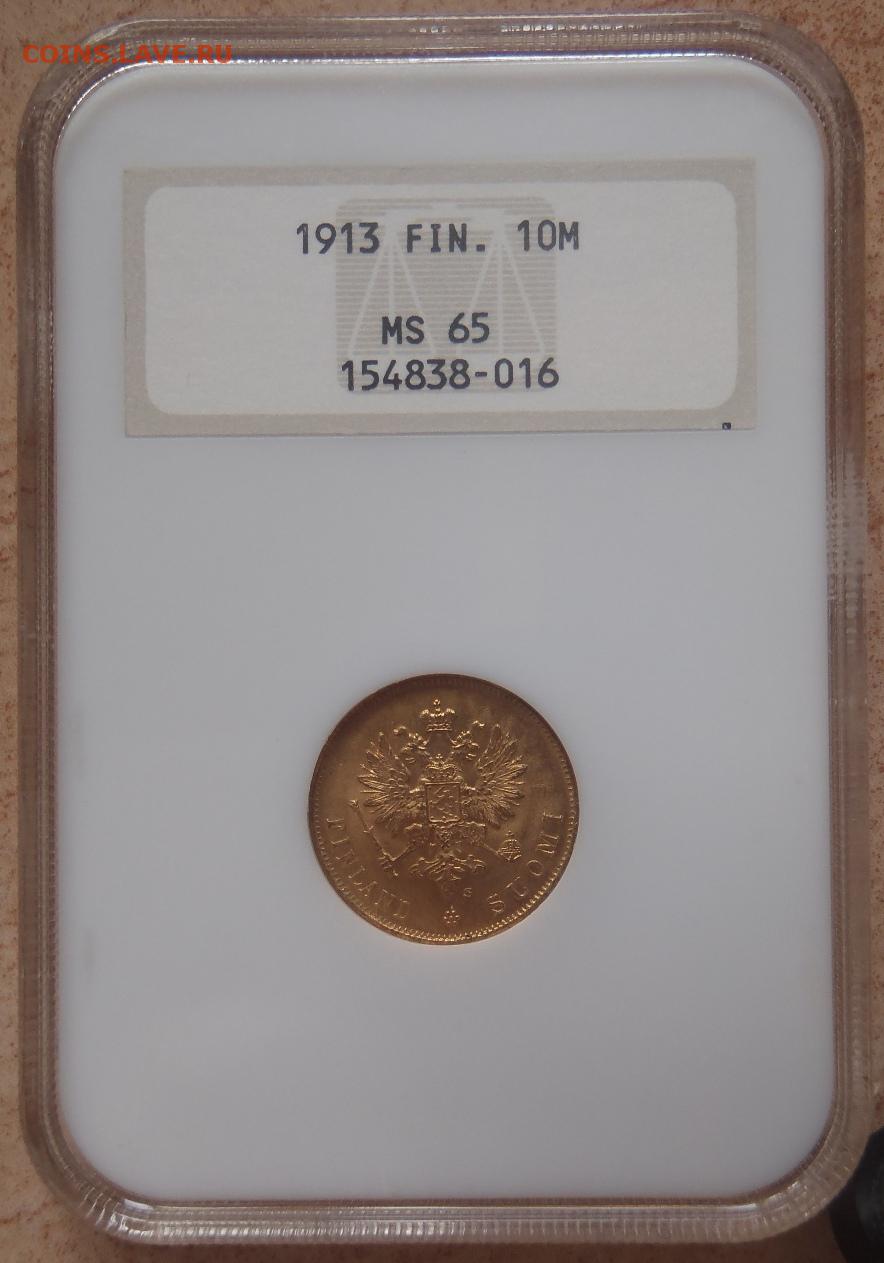 COINS.LAVE.RU
1913 FIN. 10M
MS 65
154838-016
FINLAND
SUOMI
S